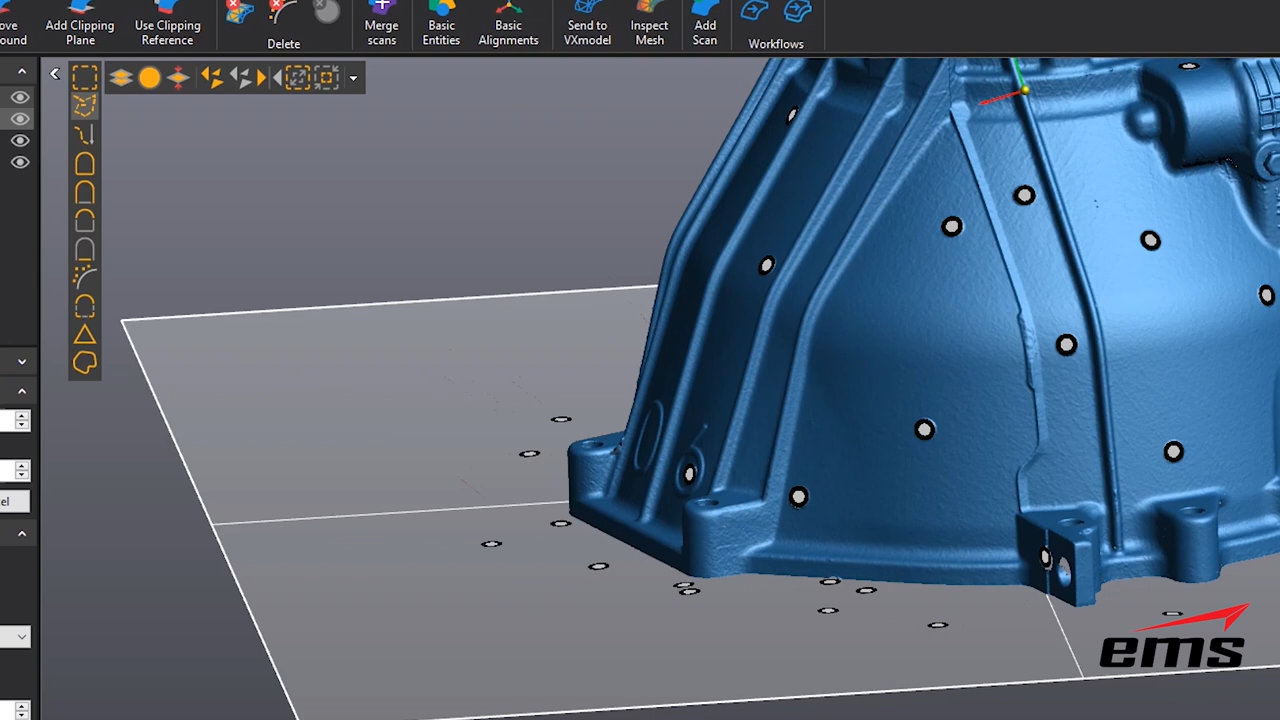 ove
ound
Add Clipping
Plane
Use Clipping
Reference
Delete
Merge
scans
Basic
Entities
Basic
Alignments
Send to
VXmodel
Inspect
Mesh
Add
Scan
Workflows
el
06
ems